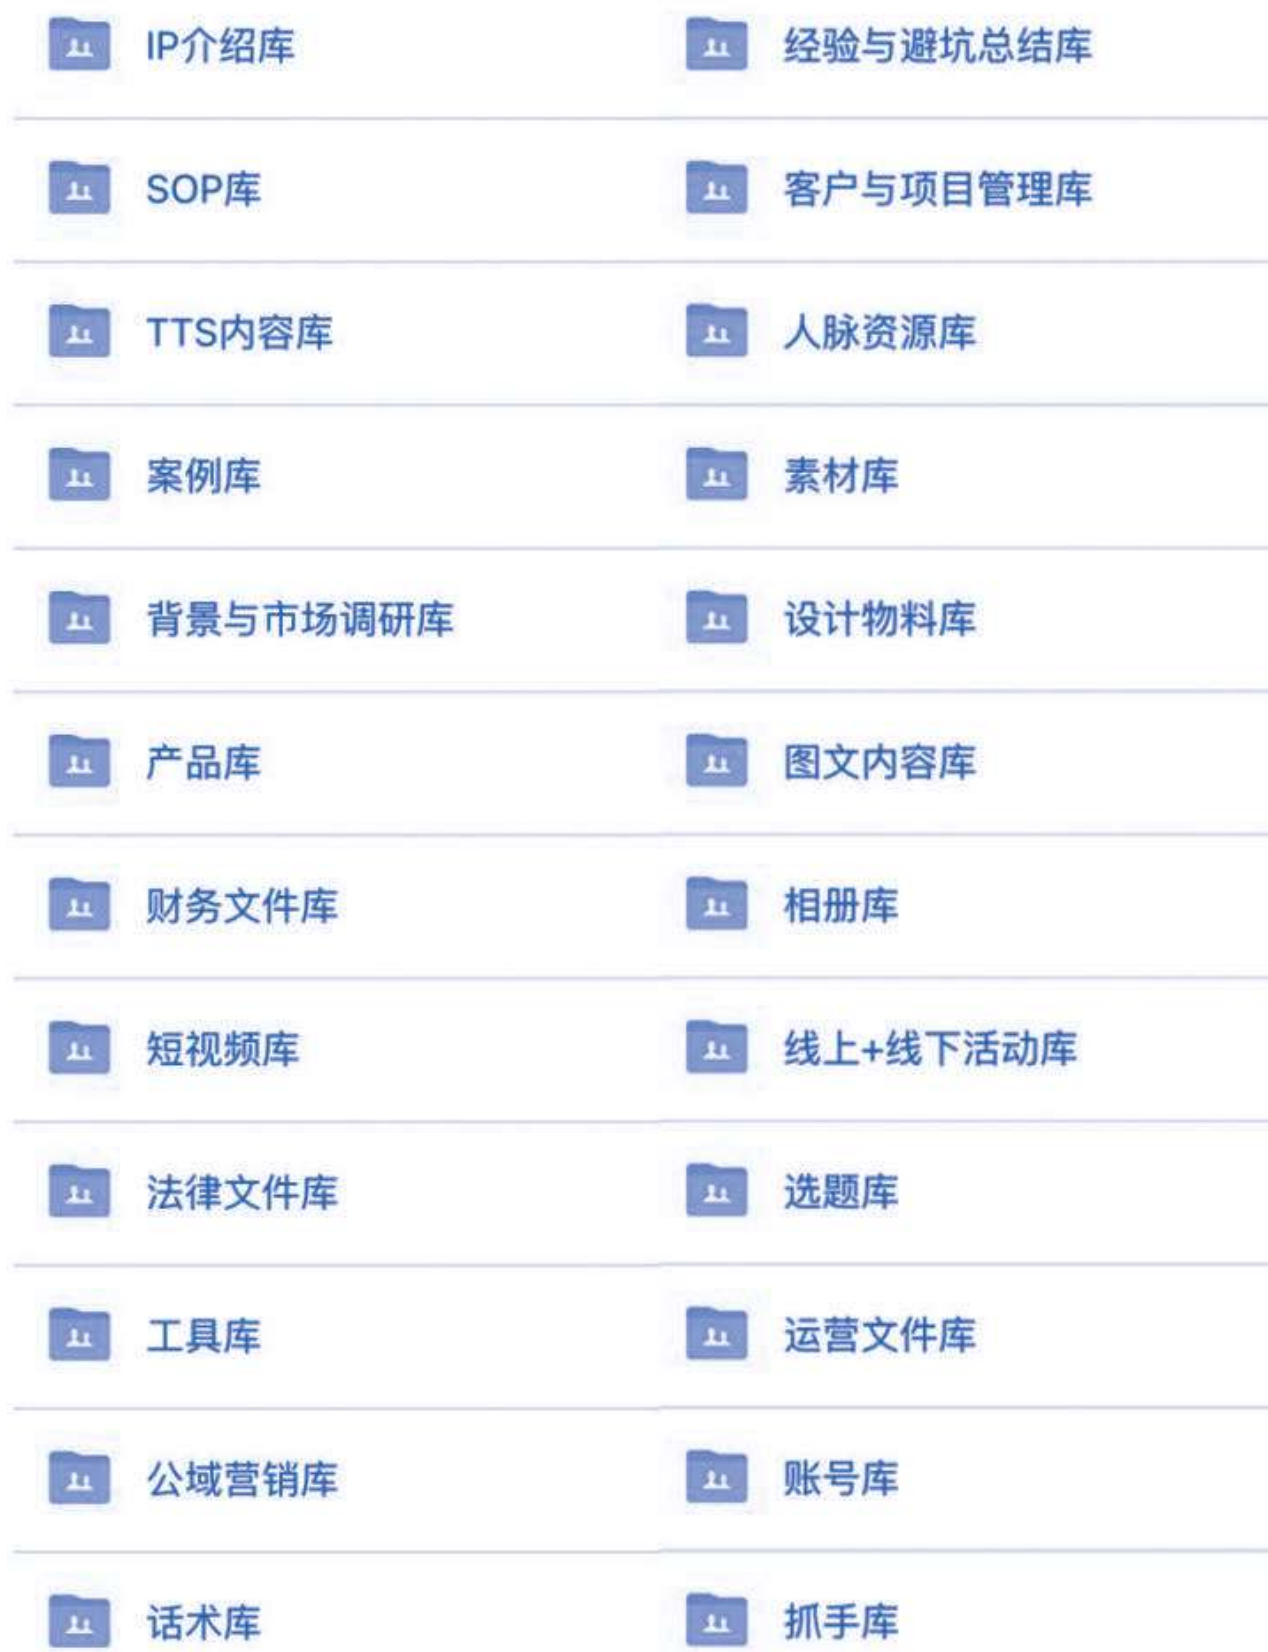 IP介绍库
SOP库
TTS内容库
案例库
背景与市场调研库
产品库
财务文件库
短视频库
法律文件库
工具库
公域营销库
话术库
经验与避坑总结库
客户与项目管理库
人脉资源库
素材库
设计物料库
图文内容库
相册库
线上+线下活动库
选题库
运营文件库
账号库
抓手库